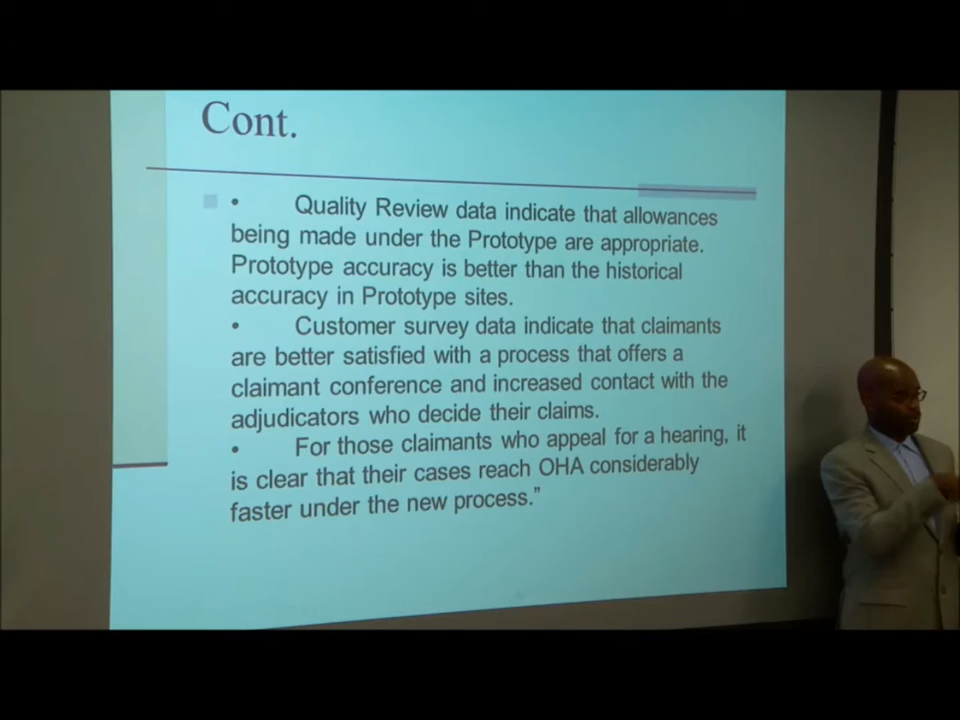 Cont.
• Quality Review data indicate that allowances
being made under the Prototype are appropriate.
Prototype accuracy is better than the historical
accuracy in Prototype sites.
• Customer survey data indicate that claimants
are better satisfied with a process that offers a
claimant conference and increased contact with the
adjudicators who decide their claims.
• For those claimants who appeal for a hearing, it
is clear that their cases reach OHA considerably
faster under the new process.”